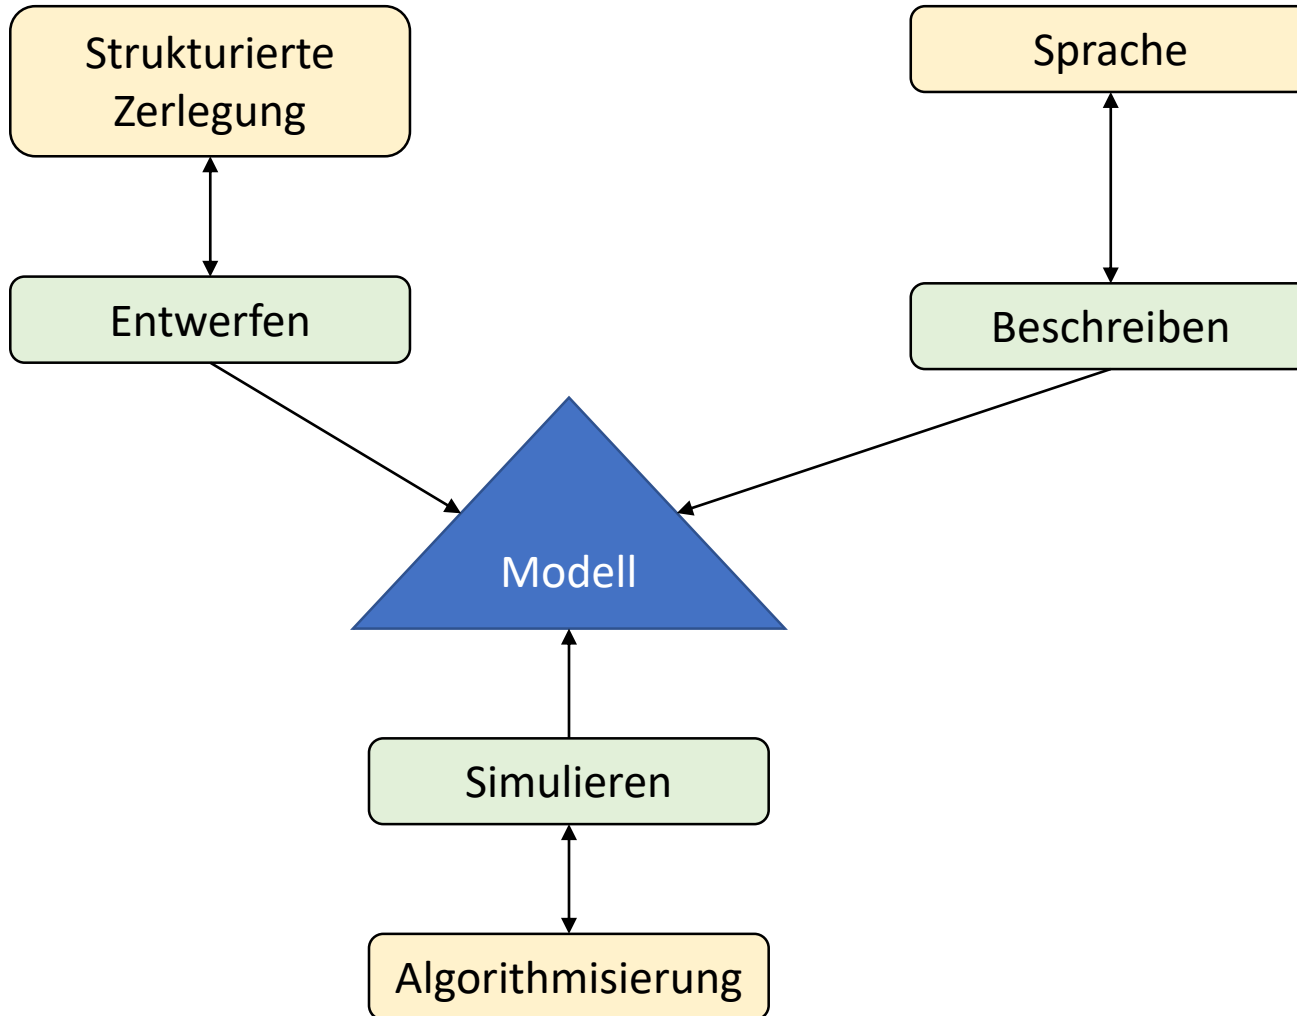 Strukturierte
Zerlegung
Sprache
Entwerfen
Beschreiben
Modell
Simulieren
Algorithmisierung